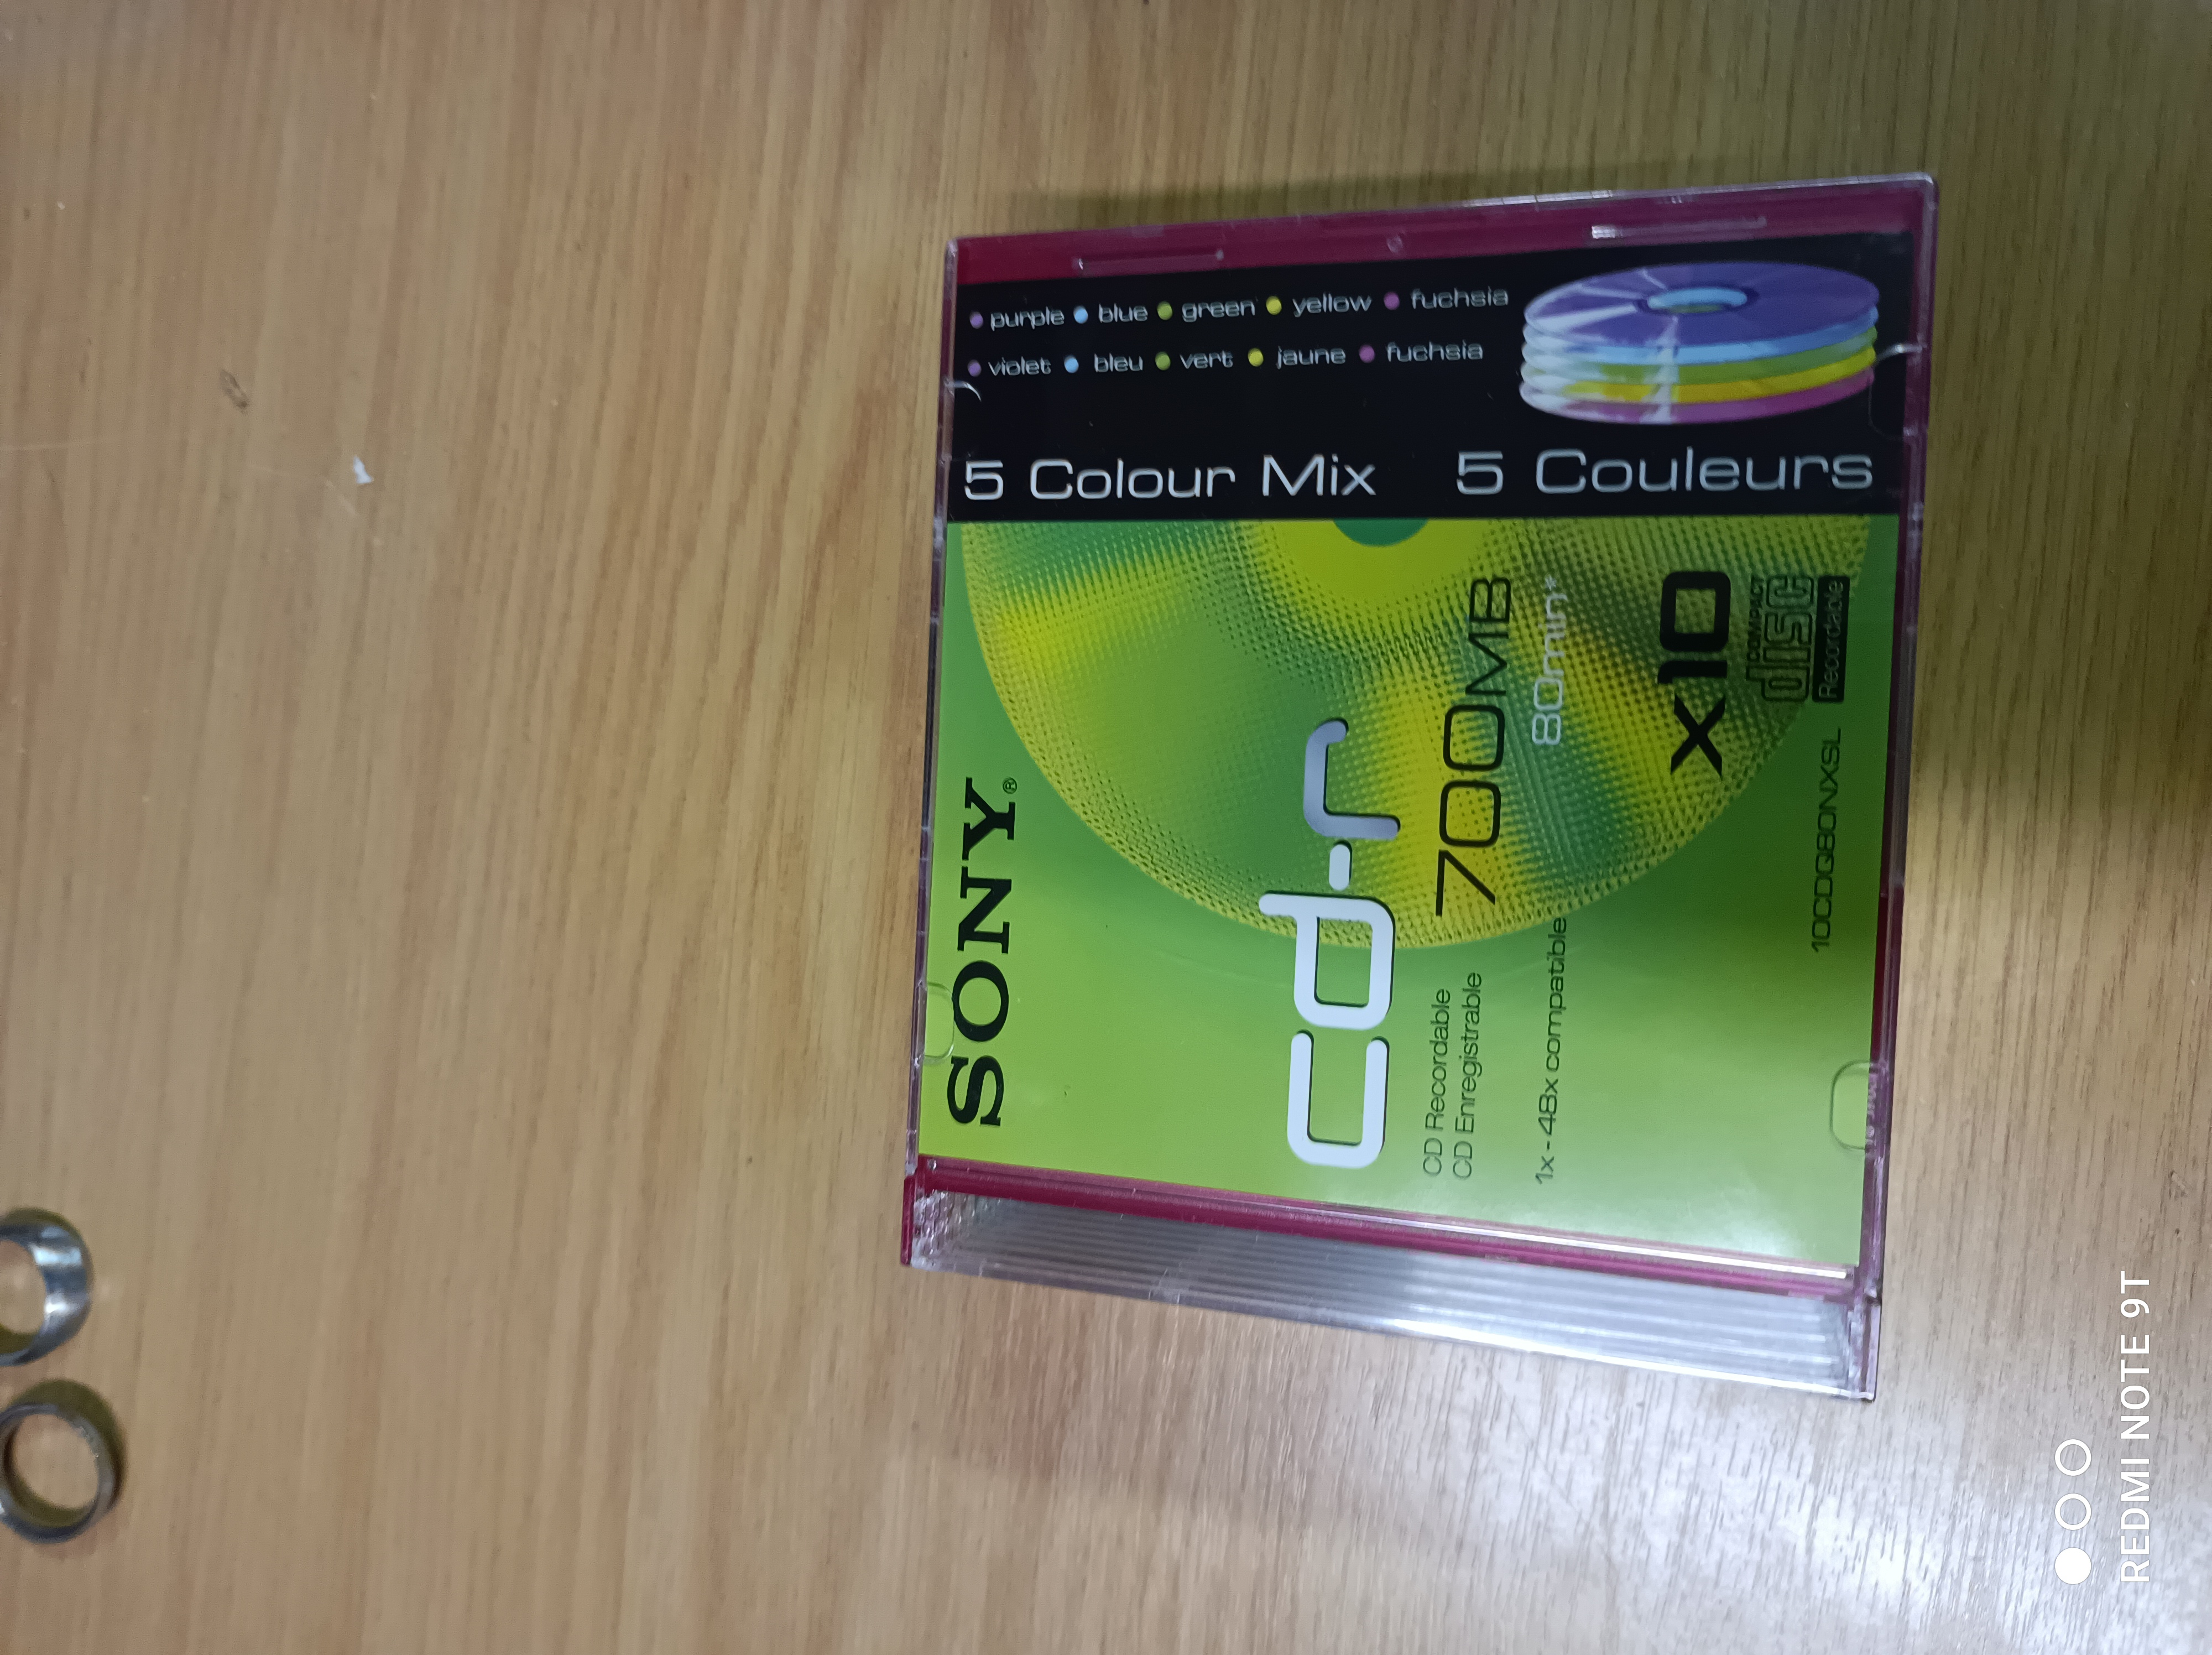 purple blue green yellow fuchsia
violet bleu vert jaune fuchsia
5 Colour Mix 5 Couleurs
SONY®
cd-r
CD Recordable
CD Enregistrable
700MB
1x - 48x compatible
80min*
x10
COMPACT
disc
Recordable
10CDQ80NXSL
REDMI NOTE 9T